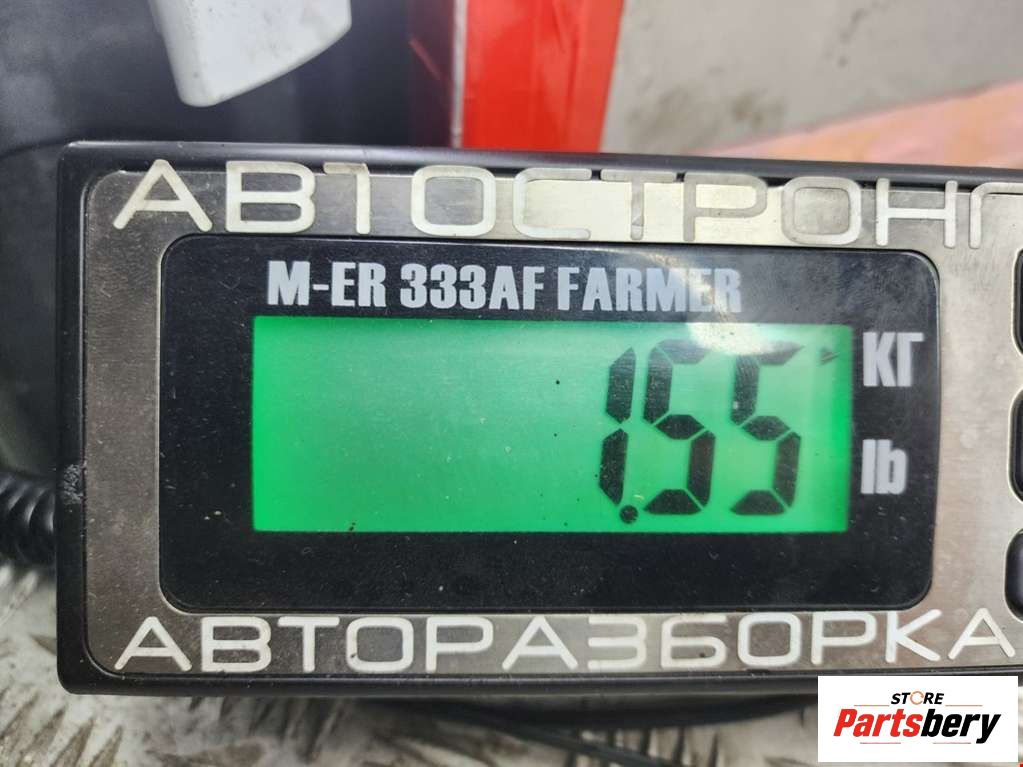 АВТОСТРОНГ
M-ER 333AF FARMER
1.55
КГ
lb
АВТОРАЗБОРКА
STORE
Partsbery